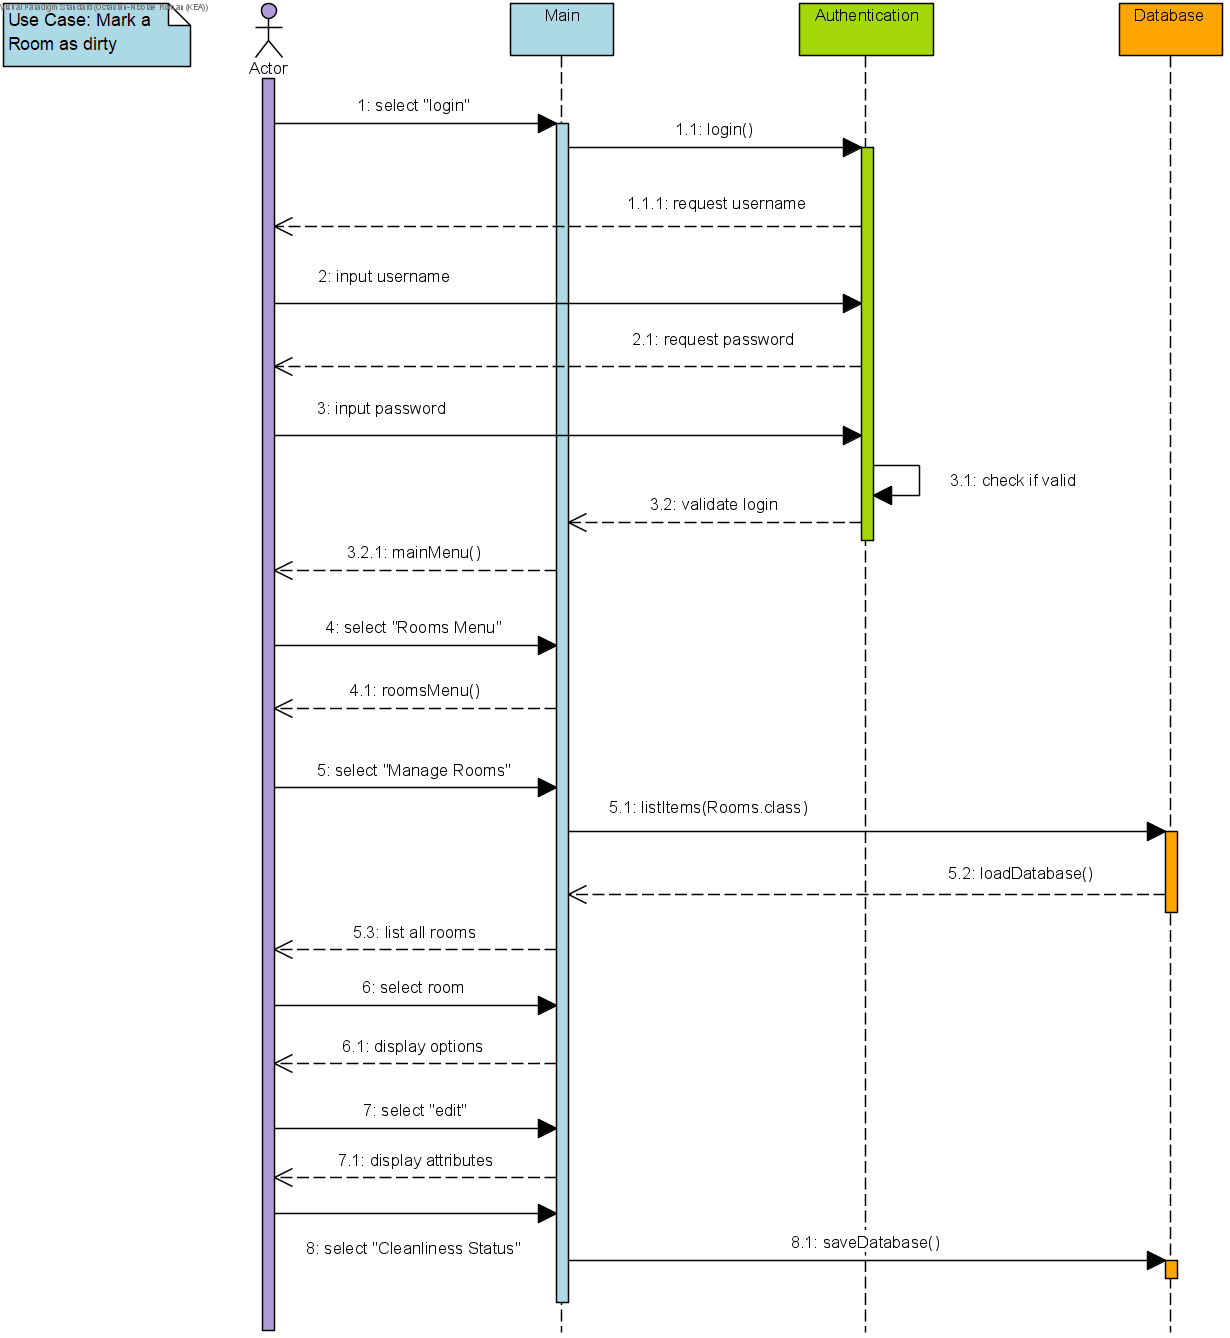 Visual Paradigm Standard (Octavian-Nicolae Roman (KEA))
Use Case: Mark a
Room as dirty
Actor
Main
Authentication
Database
1: select "login"
1.1: login()
1.1.1: request username
2: input username
2.1: request password
3: input password
3.1: check if valid
3.2: validate login
3.2.1: mainMenu()
4: select "Rooms Menu"
4.1: roomsMenu()
5: select "Manage Rooms"
5.1: listItems(Rooms.class)
5.2: loadDatabase()
5.3: list all rooms
6: select room
6.1: display options
7: select "edit"
7.1: display attributes
8: select "Cleanliness Status"
8.1: saveDatabase()